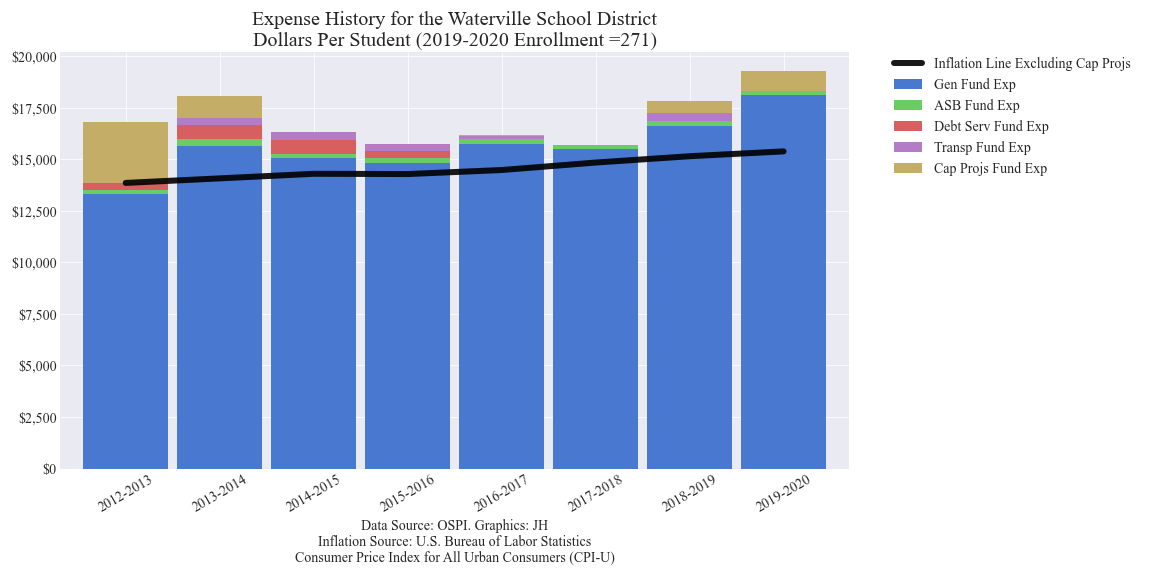 Expense History for the Waterville School District
Dollars Per Student (2019-2020 Enrollment =271)
$20,000
$17,500
$15,000
$12,500
$10,000
$7,500
$5,000
$2,500
$0
2012-2013
2013-2014
2014-2015
2015-2016
2016-2017
2017-2018
2018-2019
2019-2020
Inflation Line Excluding Cap Projs
Gen Fund Exp
ASB Fund Exp
Debt Serv Fund Exp
Transp Fund Exp
Cap Projs Fund Exp
Data Source: OSPI. Graphics: JH
Inflation Source: U.S. Bureau of Labor Statistics
Consumer Price Index for All Urban Consumers (CPI-U)